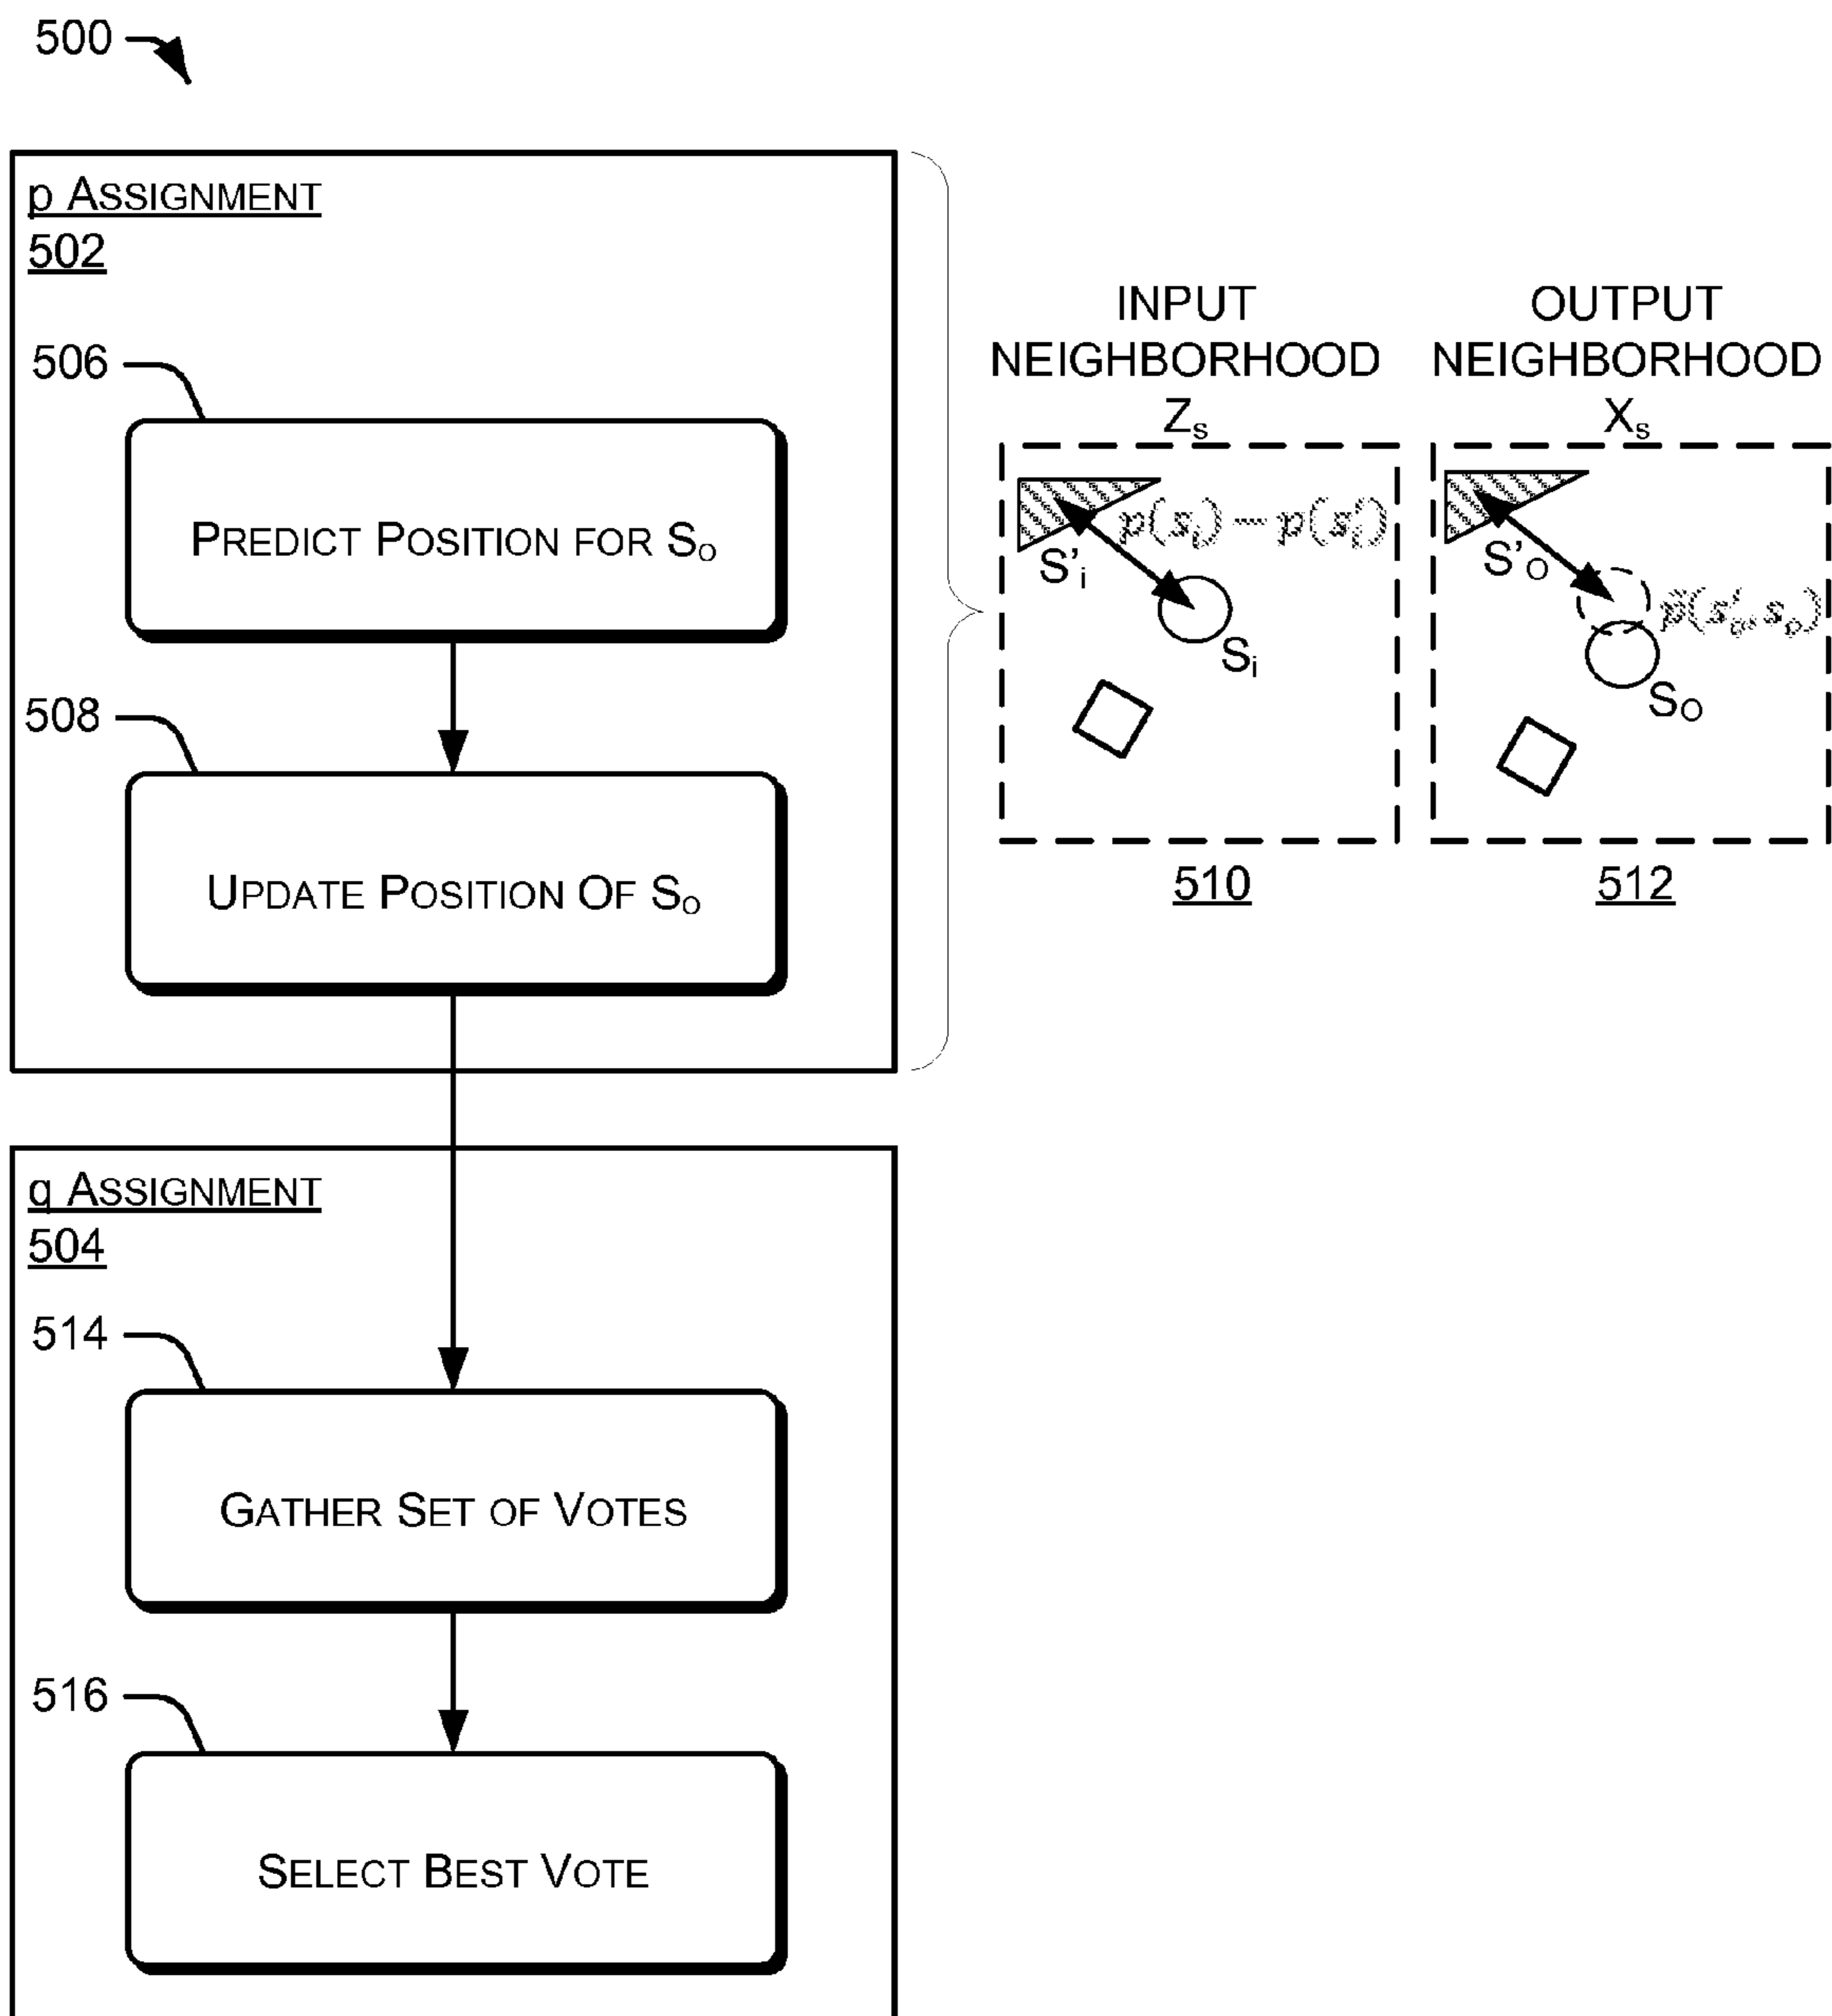 500
p ASSIGNMENT
502
506
PREDICT POSITION FOR So
508
UPDATE POSITION OF So
INPUT
NEIGHBORHOOD
Zs
S'i
Si
510
OUTPUT
NEIGHBORHOOD
Xs
S'O
SO
512
q ASSIGNMENT
504
514
GATHER SET OF VOTES
516
SELECT BEST VOTE